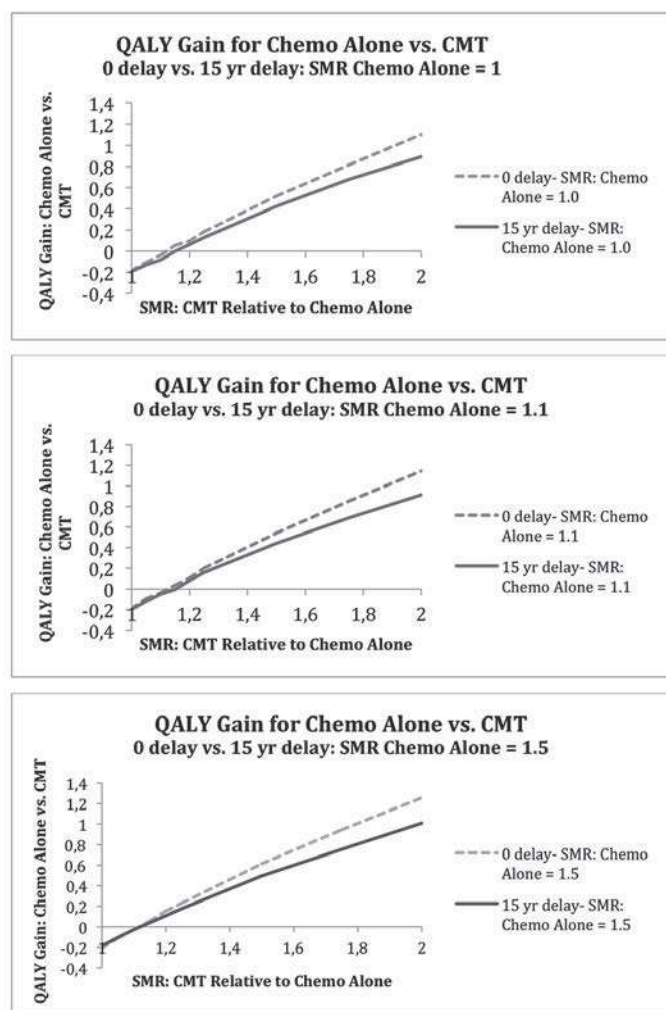 QALY Gain for Chemo Alone vs. CMT
0 delay vs. 15 yr delay: SMR Chemo Alone = 1
QALY Gain: Chemo Alone vs.
CMT
1,4
1,2
1
0,8
0,6
0,4
0,2
0
-0,2
-0,4
1
1,2
1,4
1,6
1,8
2
SMR: CMT Relative to Chemo Alone
0 delay- SMR: Chemo
Alone = 1.0
15 yr delay- SMR:
Chemo Alone = 1.0
QALY Gain for Chemo Alone vs. CMT
0 delay vs. 15 yr delay: SMR Chemo Alone = 1.1
QALY Gain: Chemo Alone vs.
CMT
1,4
1,2
1
0,8
0,6
0,4
0,2
0
-0,2
-0,4
1
1,2
1,4
1,6
1,8
2
SMR: CMT Relative to Chemo Alone
0 delay- SMR: Chemo
Alone = 1.1
15 yr delay- SMR:
Chemo Alone = 1.1
QALY Gain for Chemo Alone vs. CMT
0 delay vs. 15 yr delay: SMR Chemo Alone = 1.5
QALY Gain: Chemo Alone vs. CMT
1,4
1,2
1
0,8
0,6
0,4
0,2
0
-0,2
-0,4
1
1,2
1,4
1,6
1,8
2
SMR: CMT Relative to Chemo Alone
0 delay- SMR: Chemo
Alone = 1.5
15 yr delay- SMR:
Chemo Alone = 1.5